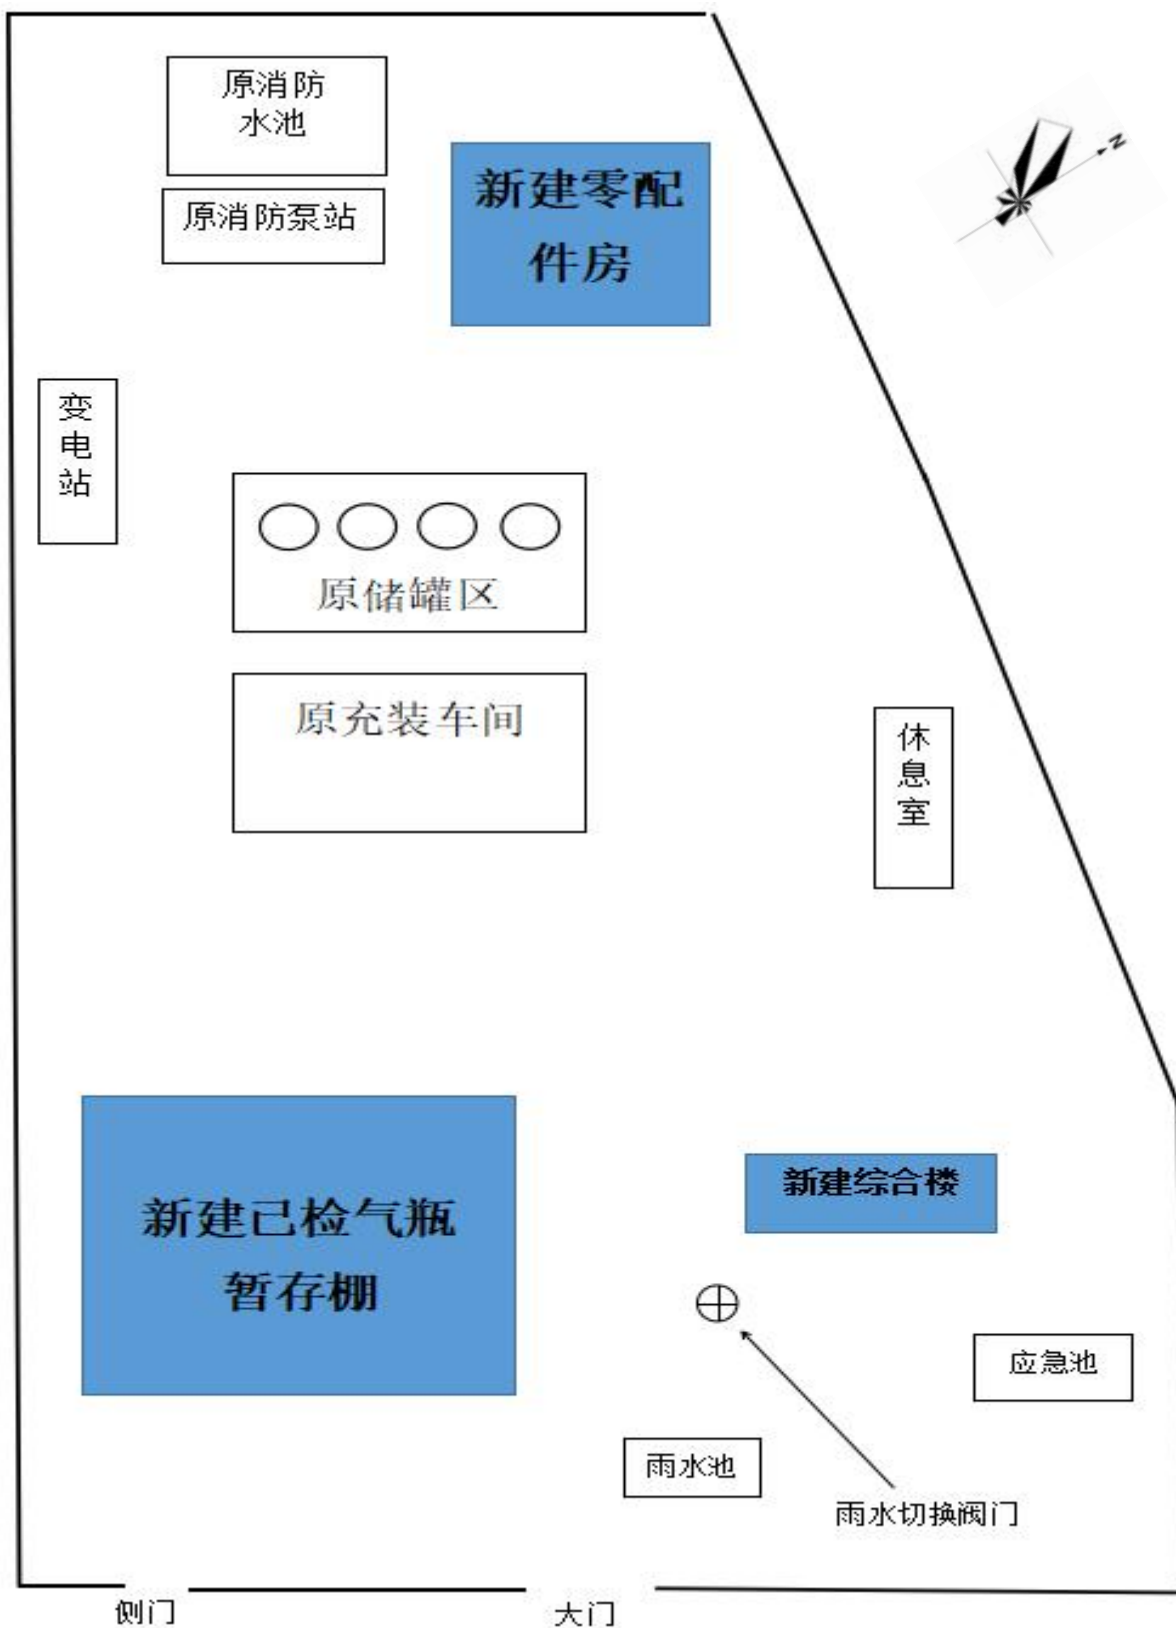 原消防
水池
原消防泵站
新建零配
件房
N
变
电
站
原储罐区
原充装车间
休
息
室
新建已检气瓶
暂存棚
新建综合楼
应急池
雨水池
雨水切换阀门
侧门
大门